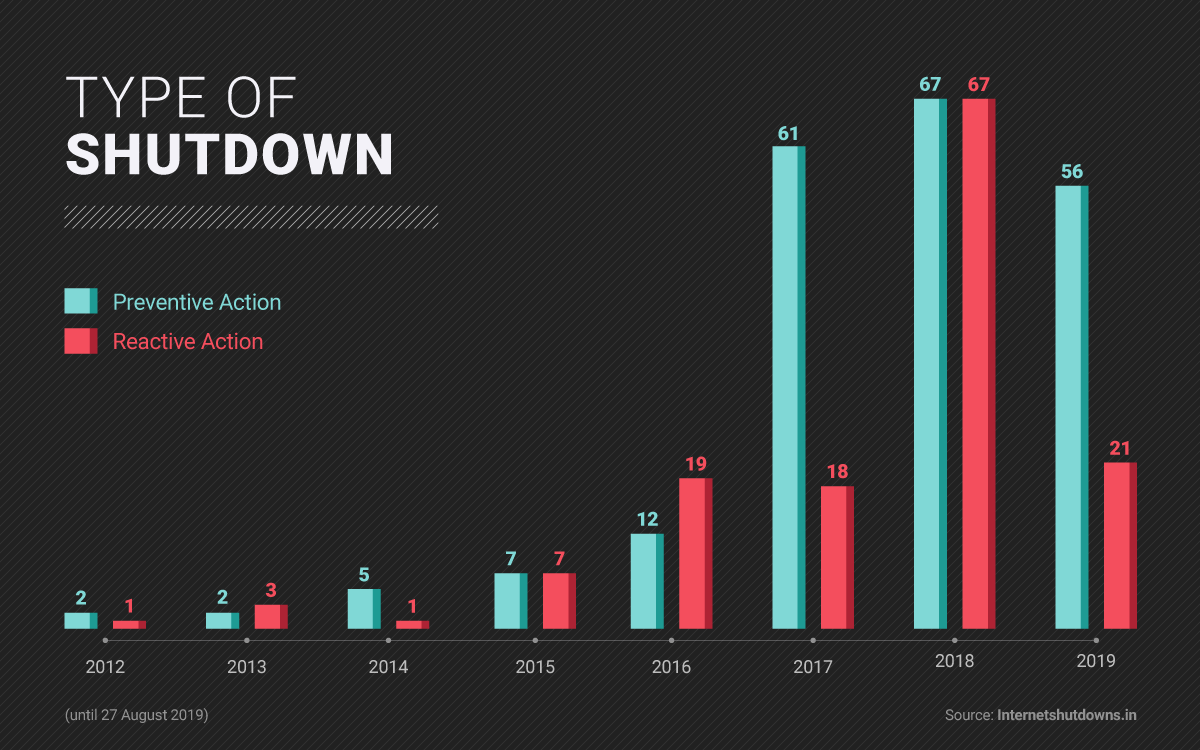 TYPE OF
SHUTDOWN
Preventive Action
Reactive Action
2 1 2 3 5 1 7 7 12 19 61 18 67 67 56 21
2012 2013 2014 2015 2016 2017 2018 2019
(until 27 August 2019) Source: Internetshutdowns.in